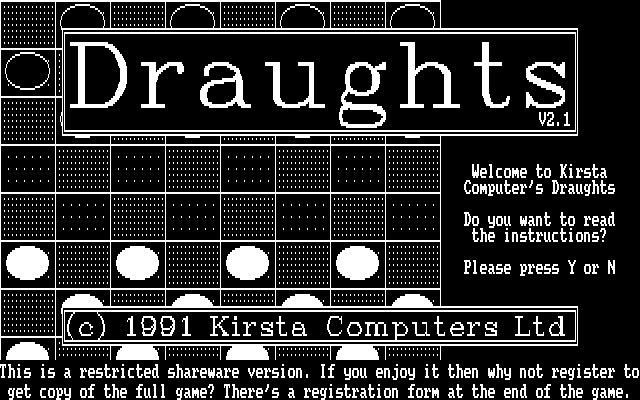 Draughts
V2.1
Welcome to Kirsta
Computer's Draughts
Do you want to read
the instructions?
Please press Y or N
(c) 1991 Kirsta Computers Ltd
This is a restricted shareware version. If you enjoy it then why not register to
get copy of the full game? There's a registration form at the end of the game.